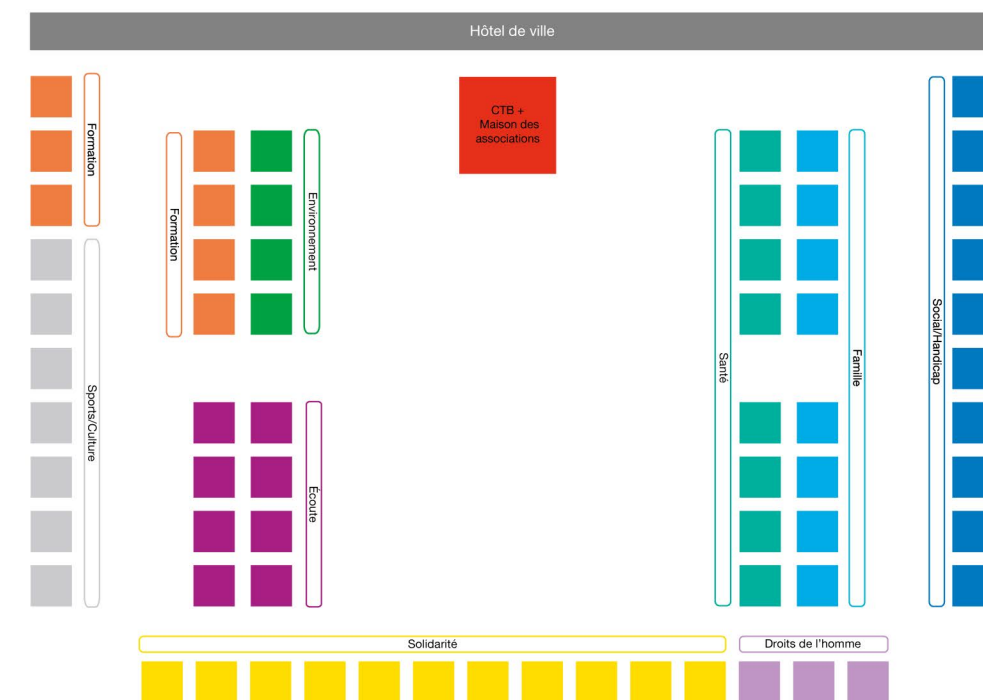 Hôtel de ville
CTB +
Maison des
associations
Formation
Formation
Environnement
Sports/Culture
Écoute
Santé
Famille
Social/Handicap
Solidarité
Droits de l'homme